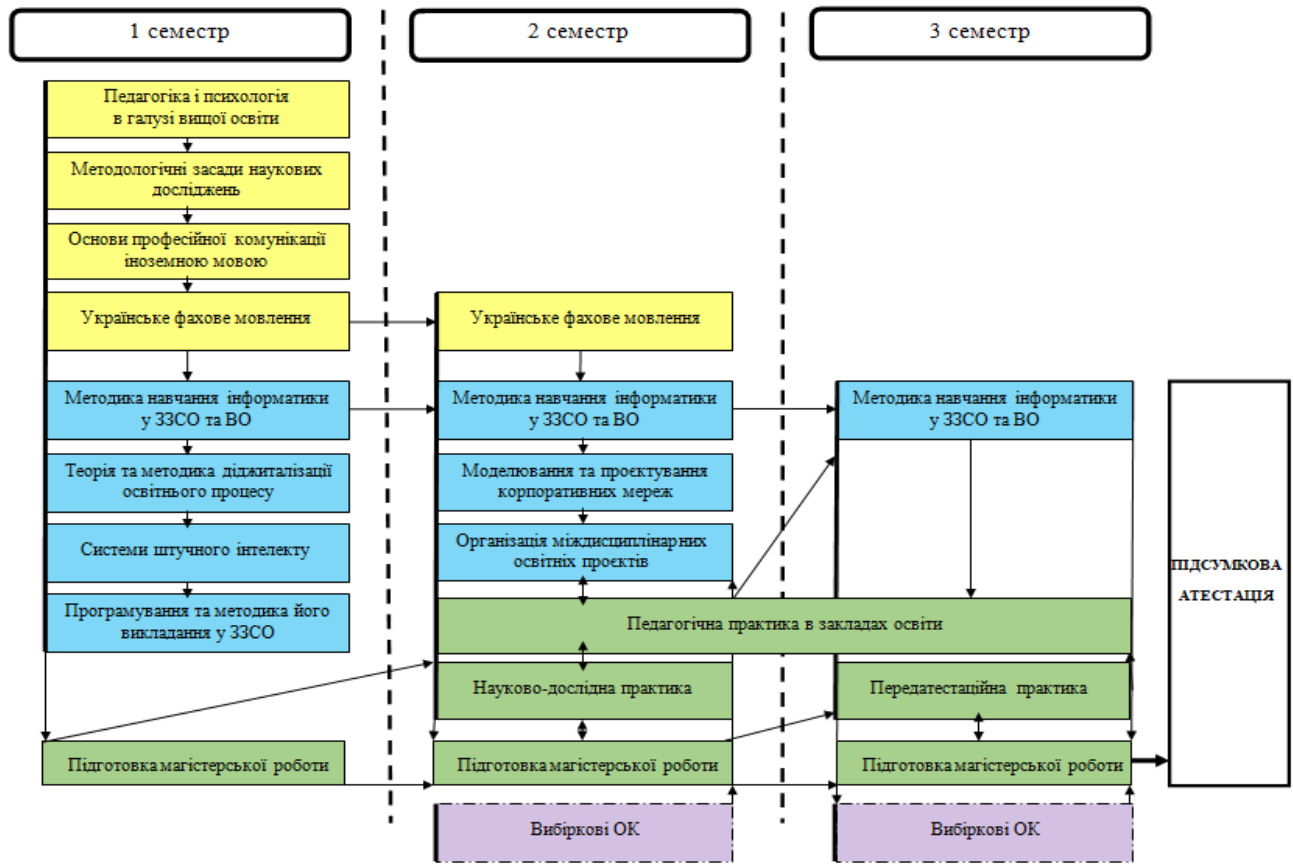 1 семестр
2 семестр
3 семестр
Педагогіка і психологія
в галузі вищої освіти
Методологічні засади наукових
досліджень
Основи професійної комунікації
іноземною мовою
Українське фахове мовлення
Українське фахове мовлення
Методика навчання інформатики
у ЗЗСО та ВО
Методика навчання інформатики
у ЗЗСО та ВО
Методика навчання інформатики
у ЗЗСО та ВО
Теорія та методика діджиталізації
освітнього процесу
Моделювання та проєктування
корпоративних мереж
Системи штучного інтелекту
Організація міждисциплінарних
освітніх проєктів
ПІДСУМКОВА
АТЕСТАЦІЯ
Програмування та методика його
викладання у ЗЗСО
Педагогічна практика в закладах освіти
Науково-дослідна практика
Передатестаційна практика
Підготовка магістерської роботи
Підготовка магістерської роботи
Підготовка магістерської роботи
Вибіркові ОК
Вибіркові ОК